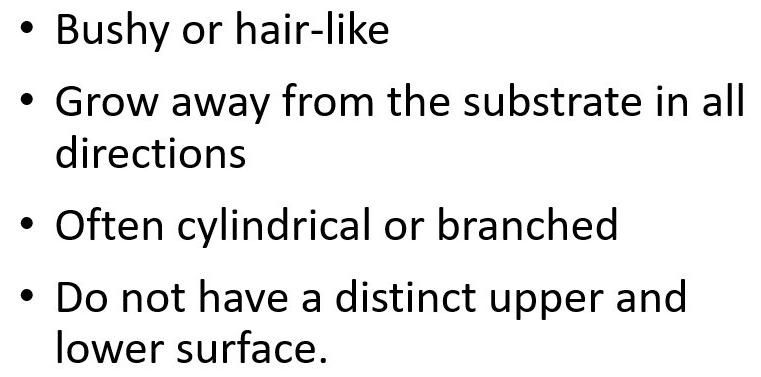 • Bushy or hair-like
• Grow away from the substrate in all
directions
• Often cylindrical or branched
• Do not have a distinct upper and
lower surface.